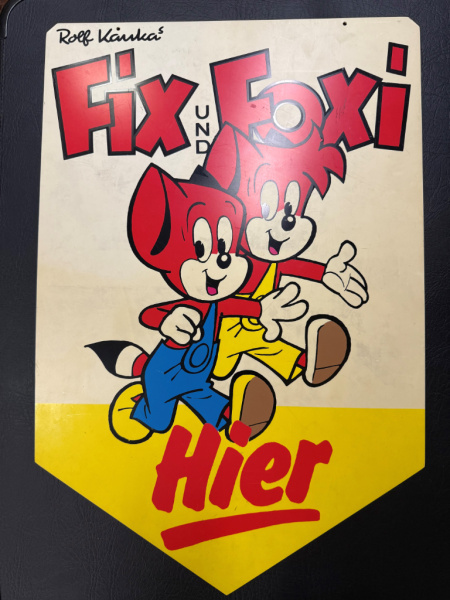 Rolf Kauka's
Fix UND Foxi
Hier